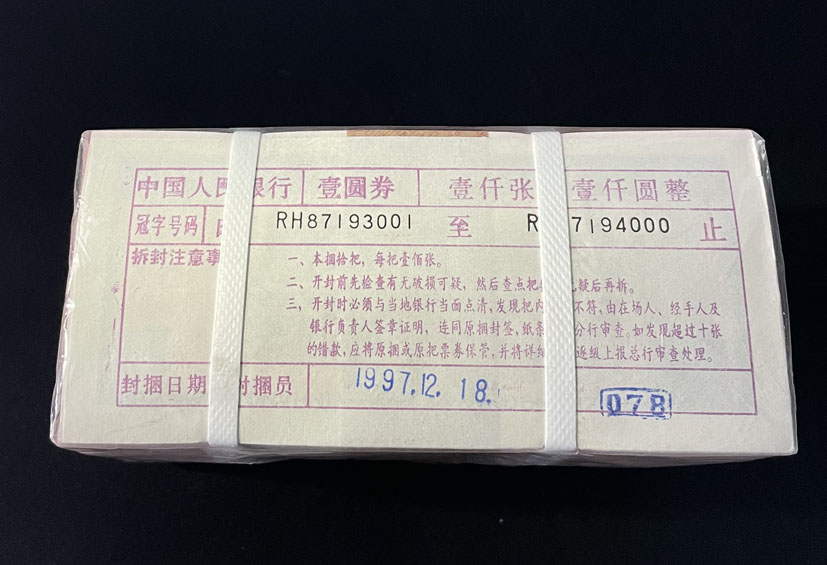 中国人民银行 壹圆券 壹仟张 壹仟圆整
冠字号码 RH87193001 至 R 7194000 止
拆封注意事
一、本捆拾把，每把壹佰张。
二、开封前先检查有无破损可疑，然后查点把 疑后再拆。
三、开封时必须与当地银行当面点清，发现把内 不符，由在场人、经手人及
银行负责人签章证明，连同原捆封签、纸条 分行审查。如发现超过十张
的错款，应将原捆或原把票券保管，并将详细 逐级上报总行审查处理。
封捆日期 封捆员 1997.12.18.
078